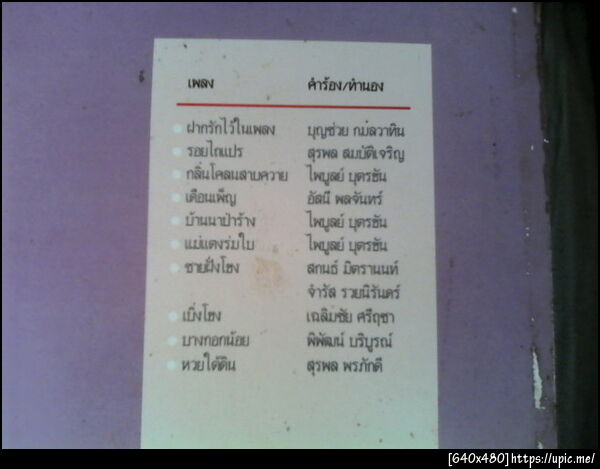 เพลง คำร้อง/ทำนอง
ฝากรักไว้ในเพลง บุญช่วย กมลวาทิน
รอยไถแปร สุรพล สมบัติเจริญ
กลิ่นโคลนสาบควาย ไพบูลย์ บุตรขัน
เดือนเพ็ญ อัสนี พลจันทร์
บ้านนาป่าร้าง ไพบูลย์ บุตรขัน
แม่แตงร่มใบ ไพบูลย์ บุตรขัน
ชายฝั่งโขง สกนธ์ มิตรานนท์
จำรัส รวยนิรันดร์
เบิ่งโขง เฉลิมชัย ศรีฤชา
บางกอกน้อย พิพัฒน์ บริบูรณ์
หวยใต้ดิน สุรพล พรภักดี
[640x480]https://upic.me/